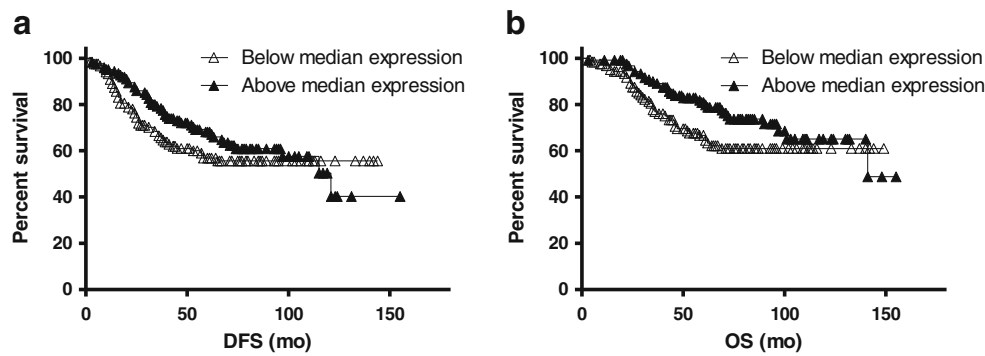 a
Below median expression
Above median expression
Percent survival
100
80
60
40
20
0
0 50 100 150
DFS (mo)
b
Below median expression
Above median expression
Percent survival
100
80
60
40
20
0
0 50 100 150
OS (mo)